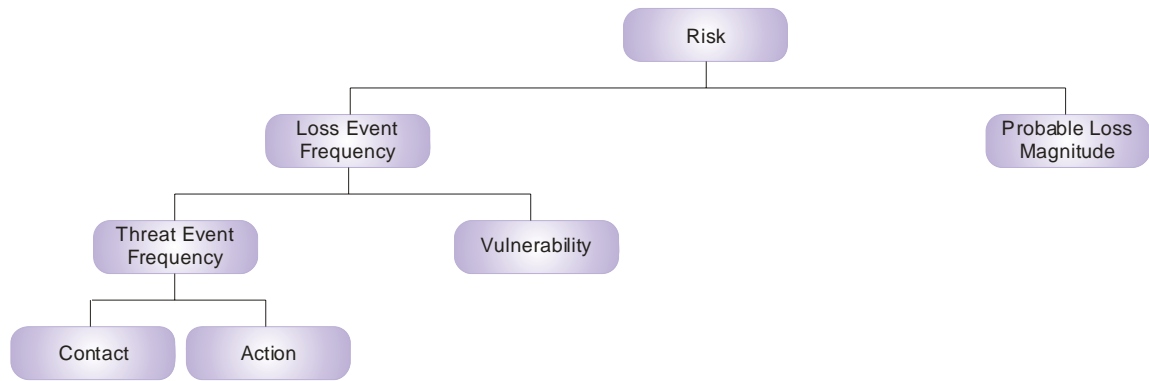 Risk
Loss Event
Frequency
Probable Loss
Magnitude
Threat Event
Frequency
Vulnerability
Contact
Action